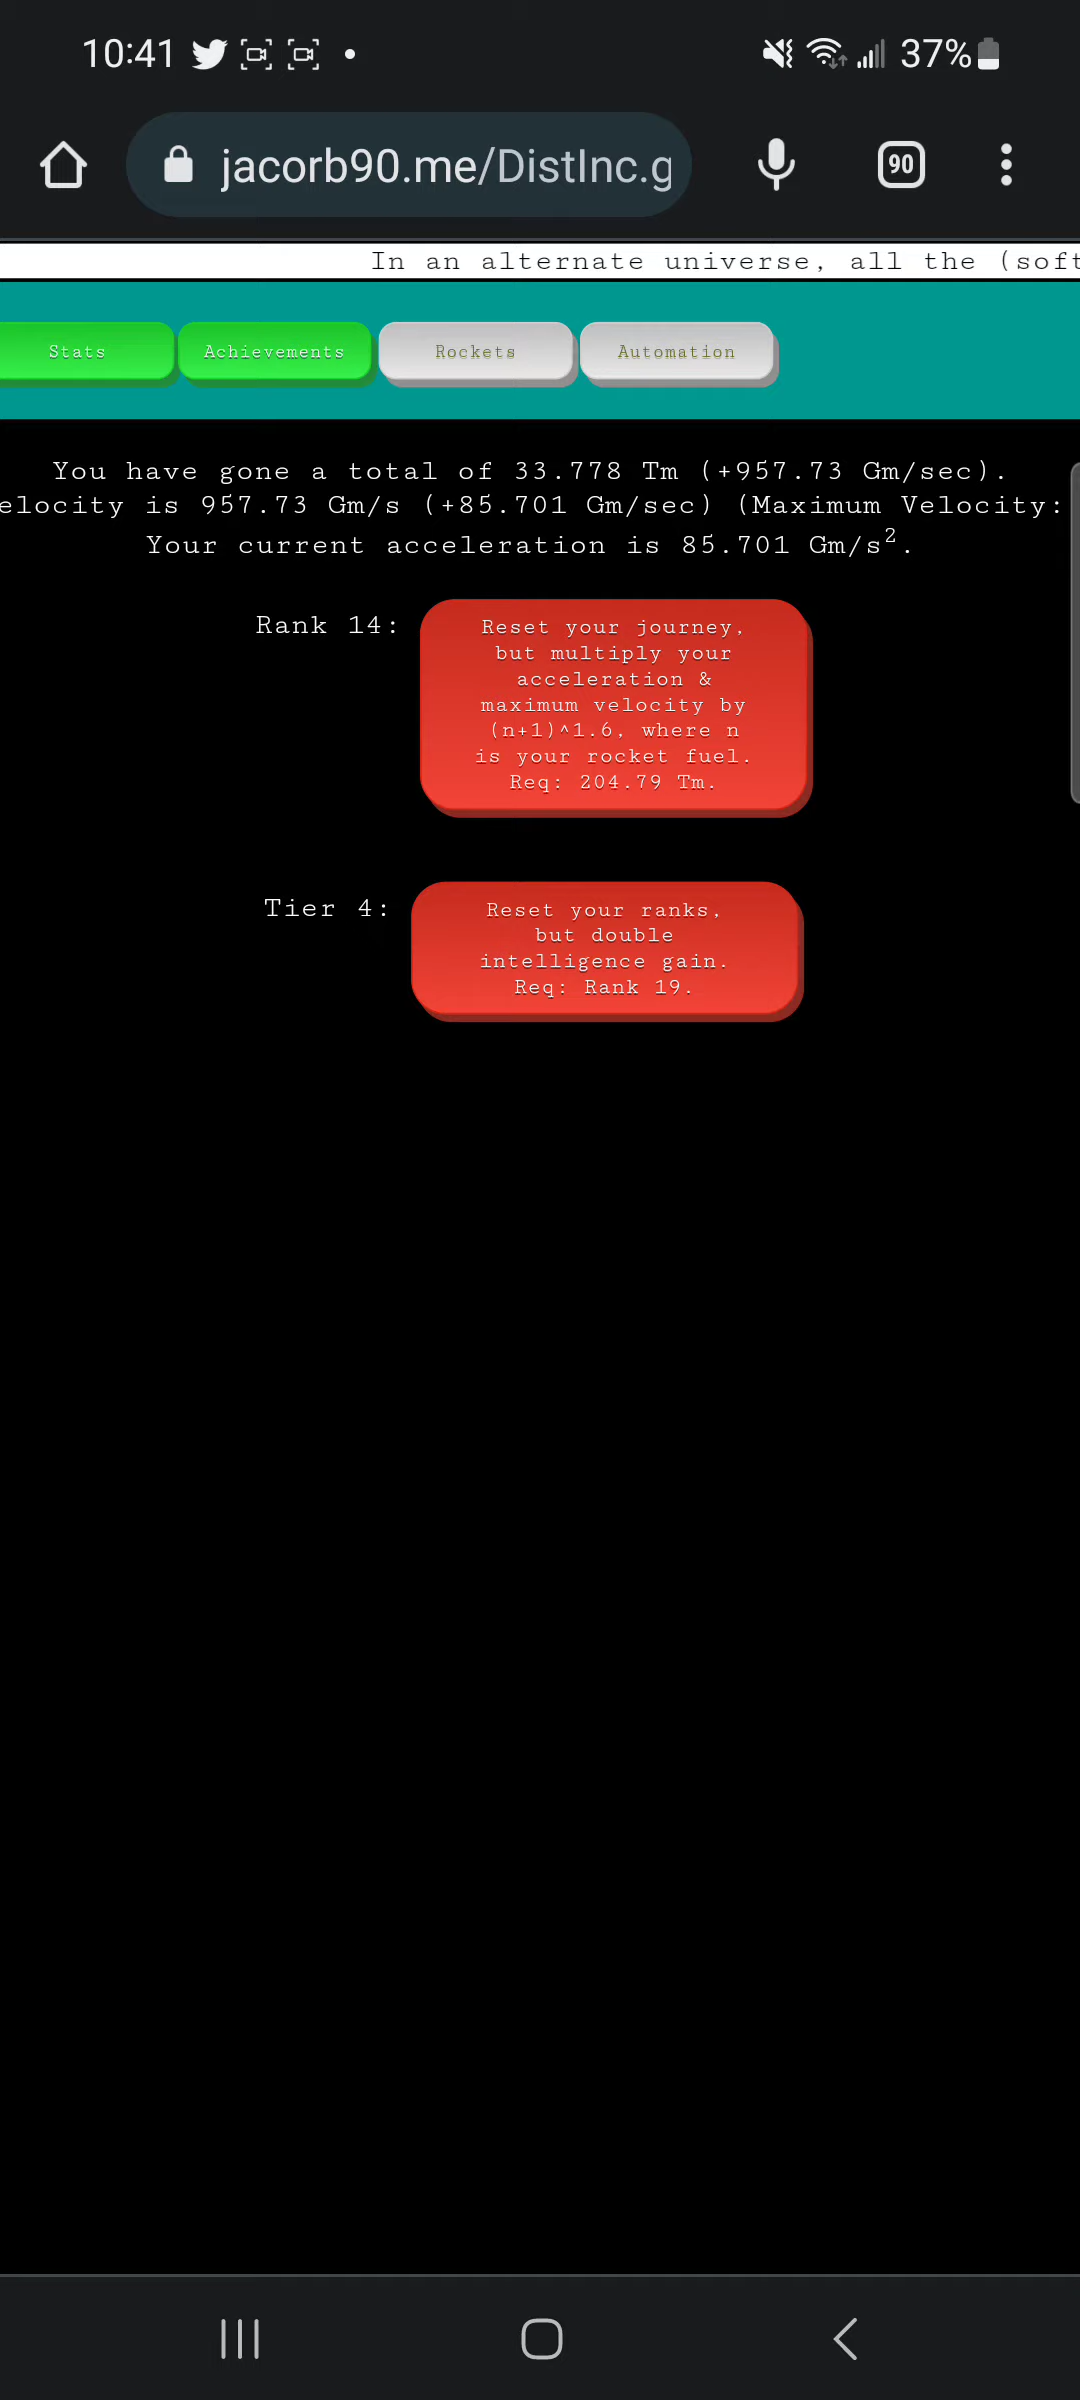 10:41
37%
jacorb90.me/DistInc.g
90
In an alternate universe, all the (soft
Stats
Achievements
Rockets
Automation
You have gone a total of 33.778 Tm (+957.73 Gm/sec).
elocity is 957.73 Gm/s (+85.701 Gm/sec) (Maximum Velocity:
Your current acceleration is 85.701 Gm/s².
Rank 14:
Reset your journey,
but multiply your
acceleration &
maximum velocity by
(n+1)^1.6, where n
is your rocket fuel.
Req: 204.79 Tm.
Tier 4:
Reset your ranks,
but double
intelligence gain.
Req: Rank 19.